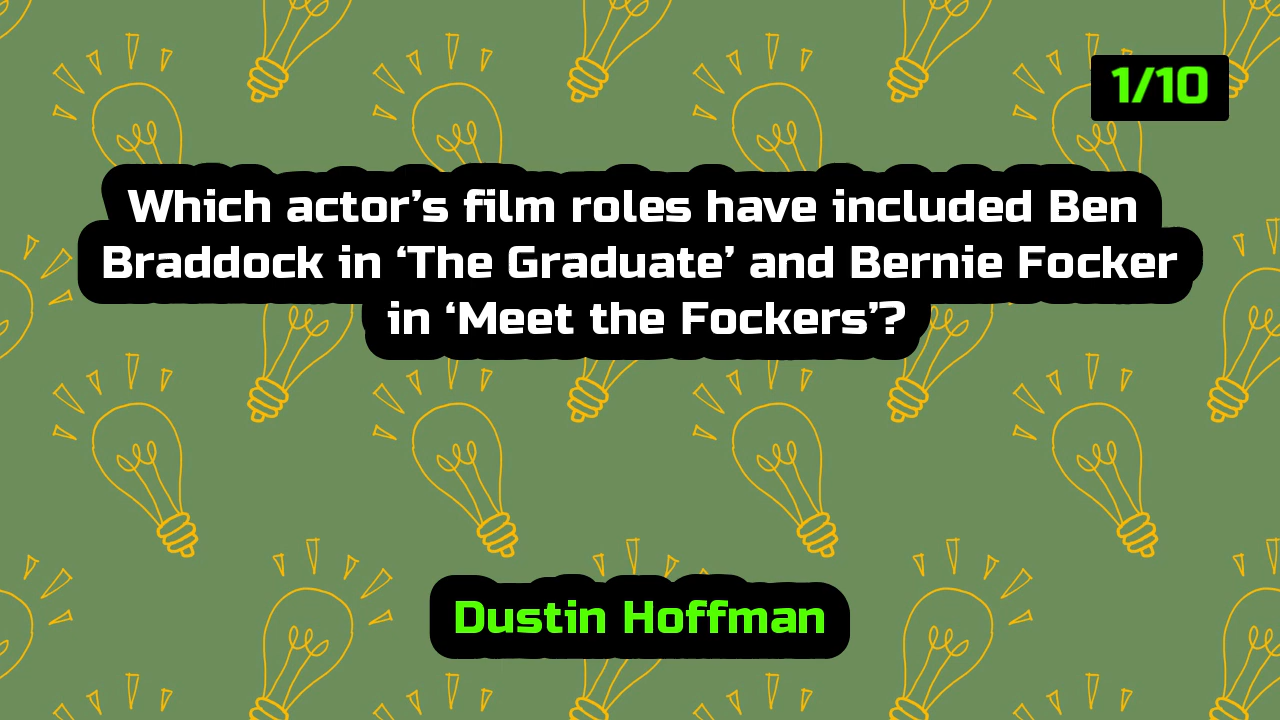 1/10
Which actor’s film roles have included Ben
Braddock in ‘The Graduate’ and Bernie Focker
in ‘Meet the Fockers’?
Dustin Hoffman